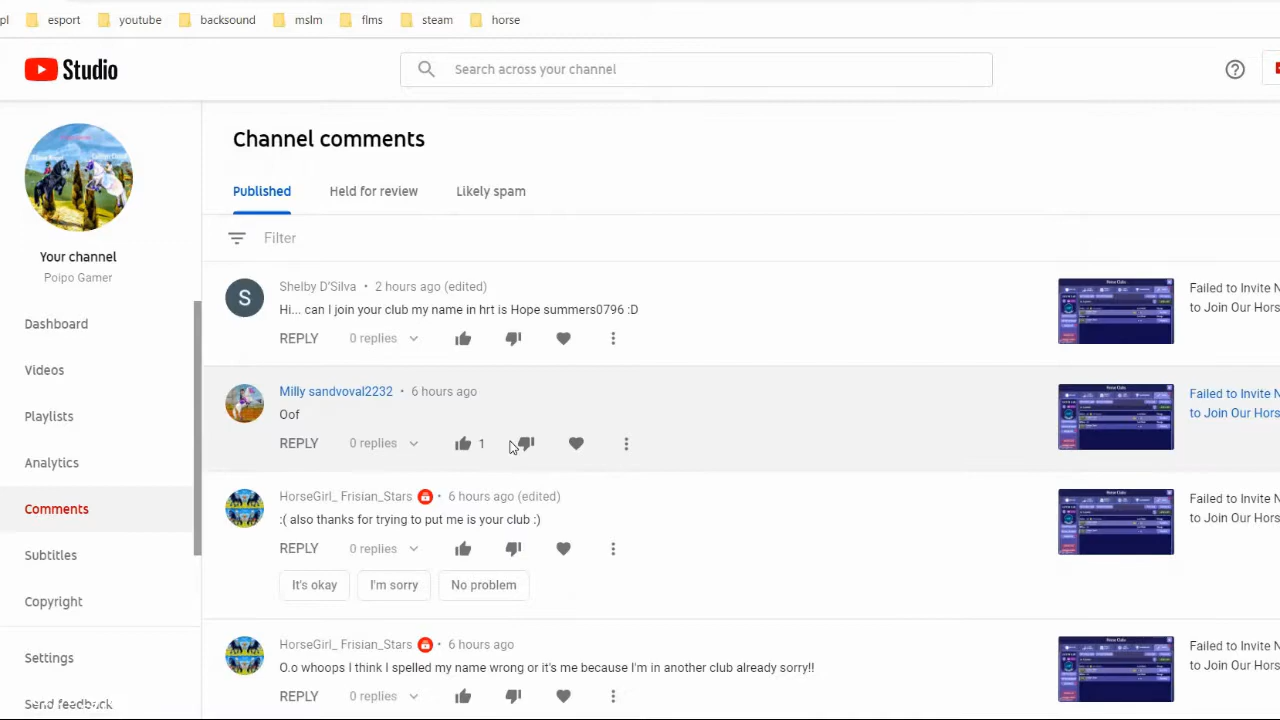 pl esport youtube backsound mslm flms steam horse
Studio
Search across your channel
Channel comments
Published Held for review Likely spam
Filter
Your channel
Poipo Gamer
Dashboard
Videos
Playlists
Analytics
Comments
Subtitles
Copyright
Settings
Send feedback
S
Shelby D'Silva • 2 hours ago (edited)
Hi... can I join your club my name in hrt is Hope summers0796 :D
REPLY 0 replies
Failed to Invite N
to Join Our Hors
Milly sandvoval2232 • 6 hours ago
Oof
REPLY 0 replies 1
Failed to Invite N
to Join Our Hors
HorseGirl_ Frisian_Stars • 6 hours ago (edited)
:( also thanks for trying to put me is your club :)
REPLY 0 replies
It's okay I'm sorry No problem
Failed to Invite N
to Join Our Hors
HorseGirl_ Frisian_Stars • 6 hours ago
O.o whoops I think I spelled my name wrong or it's not because I'm in another club already sorry
REPLY 0 replies
Failed to Invite N
to Join Our Hors